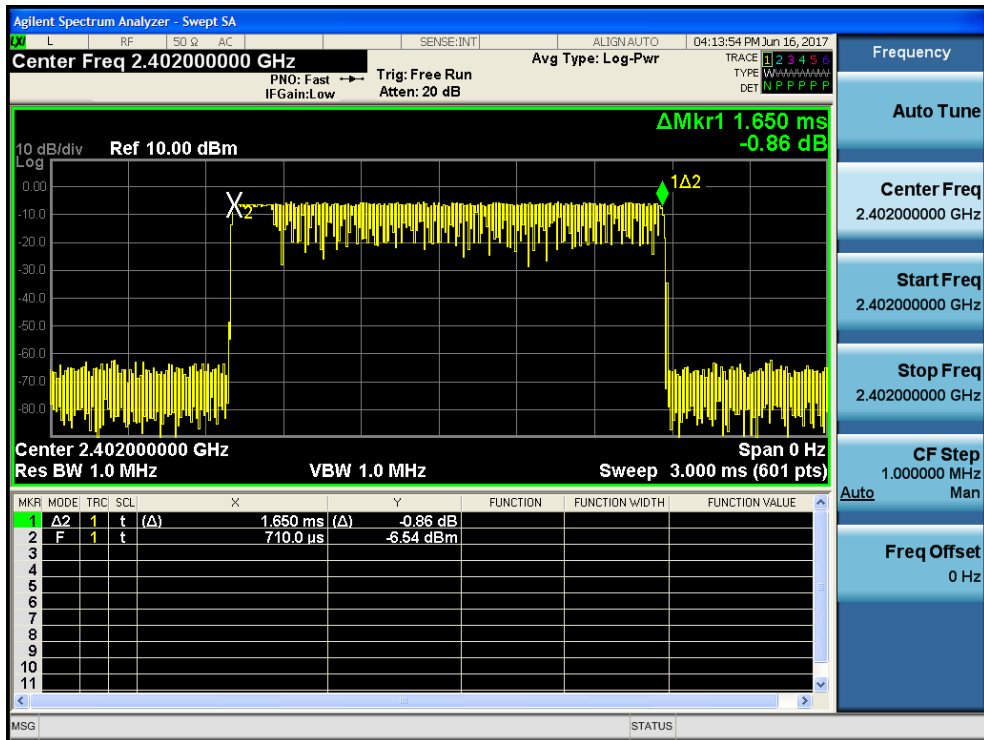 Agilent Spectrum Analyzer - Swept SA
LXI L RF 50 Ω AC SENSE:INT ALIGN AUTO 04:13:54 PM Jun 16, 2017
Center Freq 2.402000000 GHz
PNO: Fast
IFGain:Low
Trig: Free Run
Atten: 20 dB
Avg Type: Log-Pwr
TRACE 1 2 3 4 5 6
TYPE W
DET N P P P P P
ΔMkr1 1.650 ms
-0.86 dB
10 dB/div Ref 10.00 dBm
Log
0.00
-10.0
-20.0
-30.0
-40.0
-50.0
-60.0
-70.0
-80.0
X2
1Δ2
Center 2.402000000 GHz Span 0 Hz
Res BW 1.0 MHz VBW 1.0 MHz Sweep 3.000 ms (601 pts)
MKR MODE TRC SCL X Y FUNCTION FUNCTION WIDTH FUNCTION VALUE
1 Δ2 1 t (Δ) 1.650 ms (Δ) -0.86 dB
2 F 1 t 710.0 µs -6.54 dBm
3
4
5
6
7
8
9
10
11
MSG STATUS
Frequency
Auto Tune
Center Freq
2.402000000 GHz
Start Freq
2.402000000 GHz
Stop Freq
2.402000000 GHz
CF Step
1.000000 MHz
Auto Man
Freq Offset
0 Hz